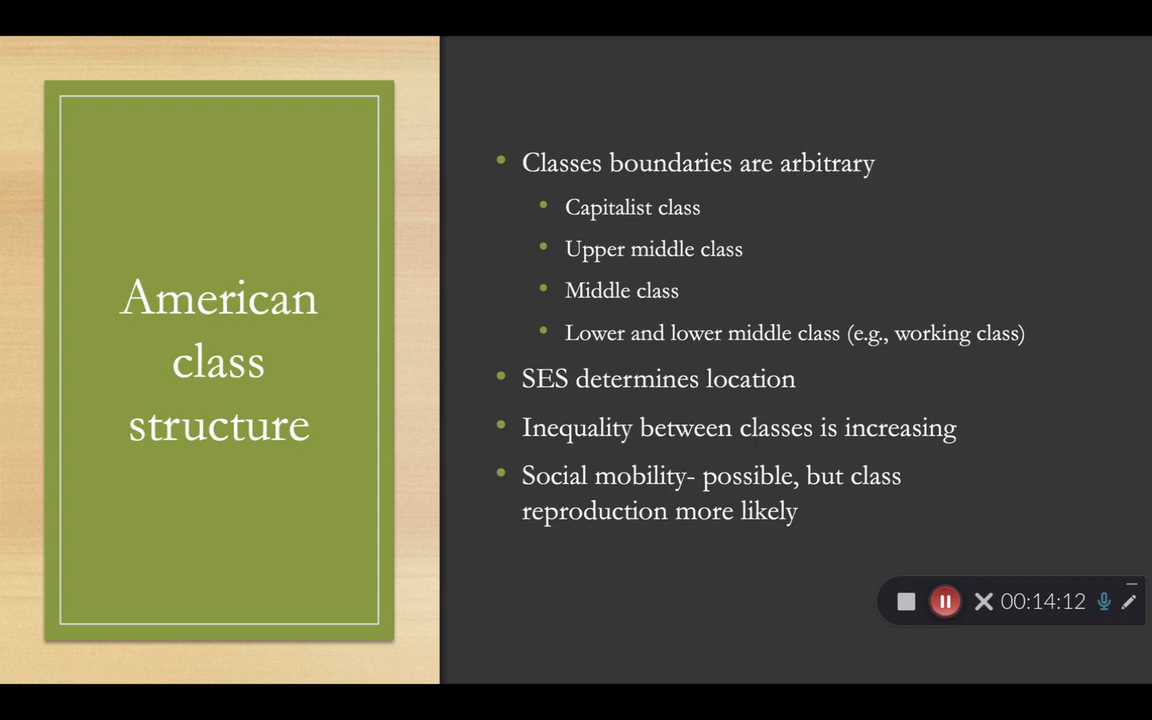 American
class
structure
Classes boundaries are arbitrary
Capitalist class
Upper middle class
Middle class
Lower and lower middle class (e.g., working class)
SES determines location
Inequality between classes is increasing
Social mobility- possible, but class
reproduction more likely
00:14:12